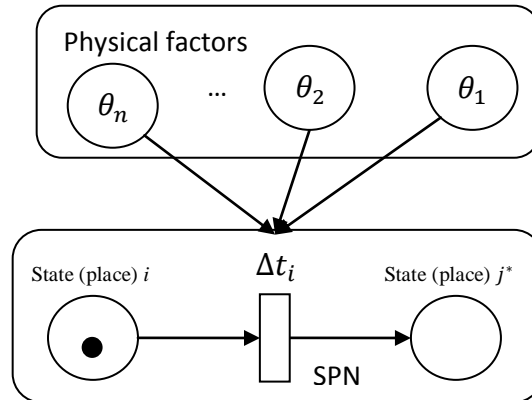 Physical factors
θₙ ... θ₂ θ₁
Δtᵢ
State (place) i State (place) j*
SPN